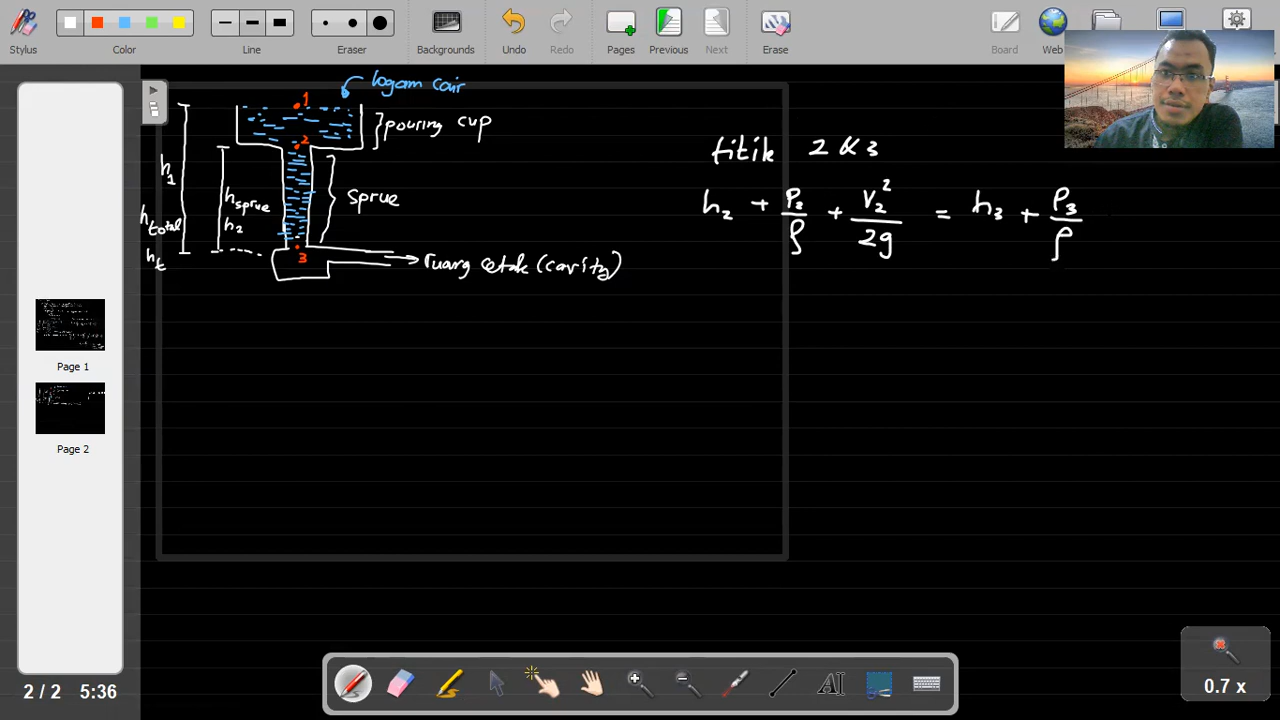 Stylus
Color
Line
Eraser
Backgrounds
Undo
Redo
Pages
Previous
Next
Erase
Board
Web
logam cair
1
pouring cup
2
h1
hsprue
h2
sprue
htotal
ht
3
ruang cetak (cavity)
titik 2 & 3
h2 + P2/ρ + V2²/2g = h3 + P3/ρ
Page 1
Page 2
2 / 2 5:36
AI
0.7 x